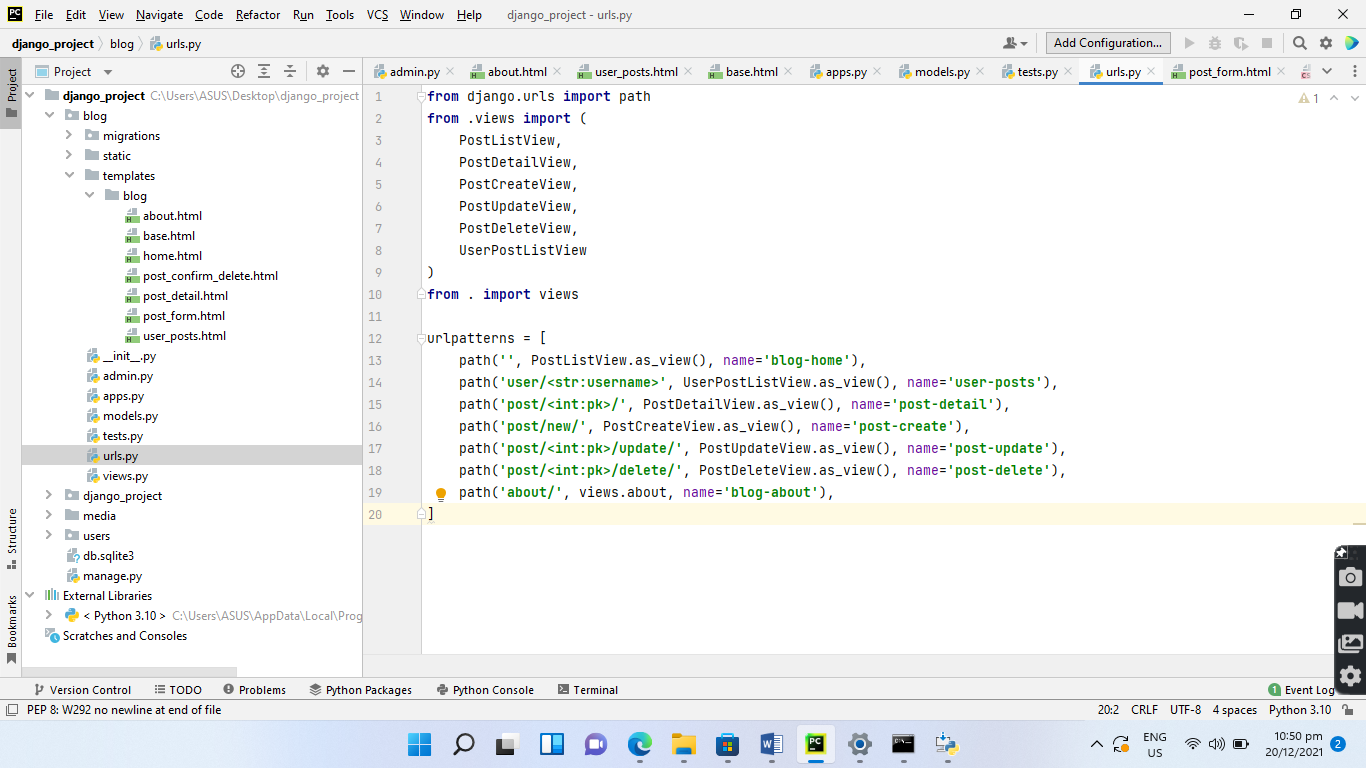 File Edit View Navigate Code Refactor Run Tools VCS Window Help django_project - urls.py
django_project blog urls.py Add Configuration...
Project
Project
admin.py about.html user_posts.html base.html apps.py models.py tests.py urls.py post_form.html
django_project C:\Users\ASUS\Desktop\django_project
blog
migrations
static
templates
blog
about.html
base.html
home.html
post_confirm_delete.html
post_detail.html
post_form.html
user_posts.html
__init__.py
admin.py
apps.py
models.py
tests.py
urls.py
views.py
django_project
media
users
db.sqlite3
manage.py
External Libraries
< Python 3.10 > C:\Users\ASUS\AppData\Local\Prog
Scratches and Consoles
Structure
Bookmarks
1 from django.urls import path
2 from .views import (
3 PostListView,
4 PostDetailView,
5 PostCreateView,
6 PostUpdateView,
7 PostDeleteView,
8 UserPostListView
9 )
10 from . import views
11
12 urlpatterns = [
13 path('', PostListView.as_view(), name='blog-home'),
14 path('user/<str:username>', UserPostListView.as_view(), name='user-posts'),
15 path('post/<int:pk>/', PostDetailView.as_view(), name='post-detail'),
16 path('post/new/', PostCreateView.as_view(), name='post-create'),
17 path('post/<int:pk>/update/', PostUpdateView.as_view(), name='post-update'),
18 path('post/<int:pk>/delete/', PostDeleteView.as_view(), name='post-delete'),
19 path('about/', views.about, name='blog-about'),
20 ]
1
Version Control TODO Problems Python Packages Python Console Terminal 1 Event Log
PEP 8: W292 no newline at end of file 20:2 CRLF UTF-8 4 spaces Python 3.10
ENG
US
10:50 pm
20/12/2021
2